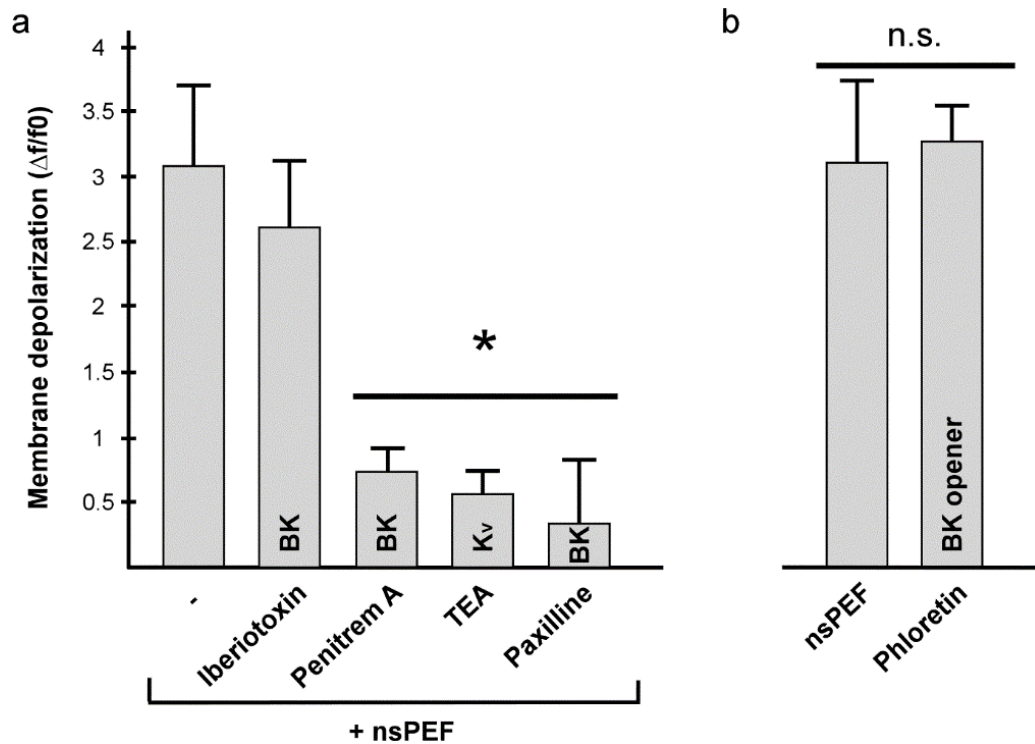 a
Membrane depolarization (Δf/f0)
4
3.5
3
2.5
2
1.5
1
0.5
*
BK
BK
Kv
BK
-
Iberiotoxin
Penitrem A
TEA
Paxilline
+ nsPEF
b
n.s.
BK opener
nsPEF
Phloretin